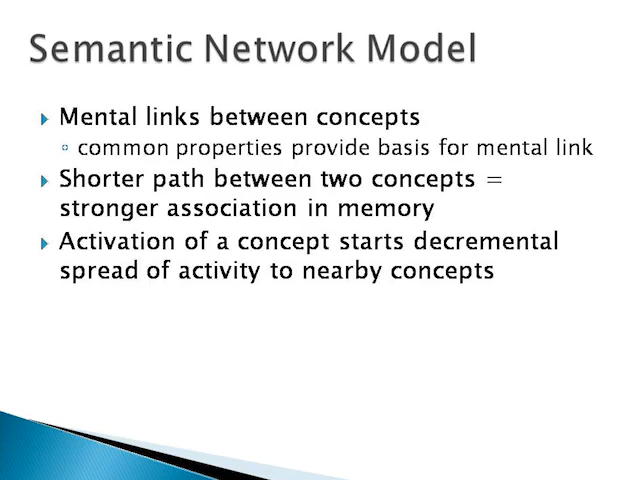 Semantic Network Model
Mental links between concepts
common properties provide basis for mental link
Shorter path between two concepts =
stronger association in memory
Activation of a concept starts decremental
spread of activity to nearby concepts